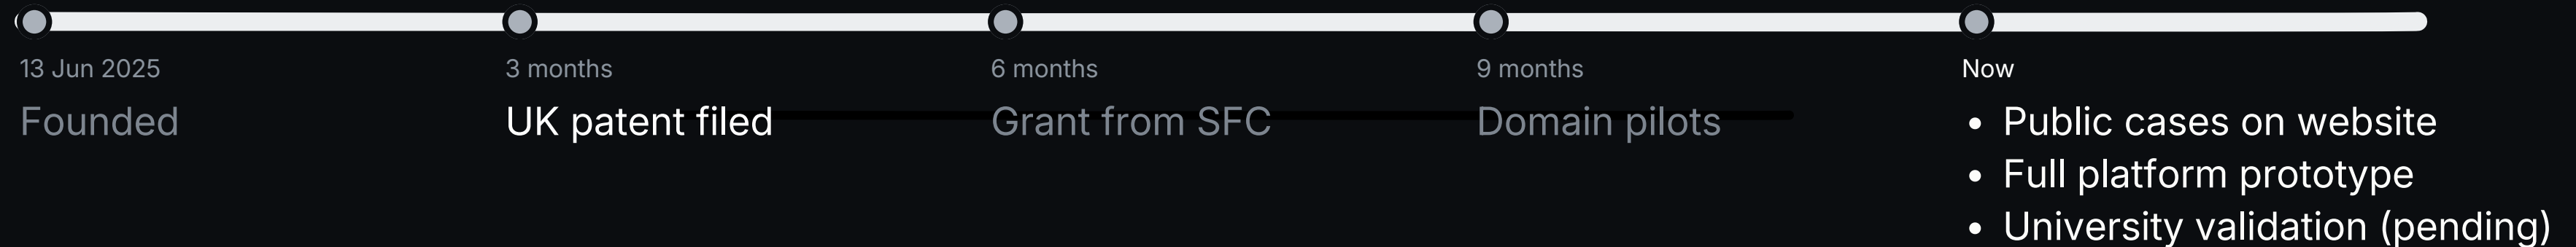 13 Jun 2025
Founded
3 months
UK patent filed
6 months
Grant from SFC
9 months
Domain pilots
Now
• Public cases on website
• Full platform prototype
• University validation (pending)